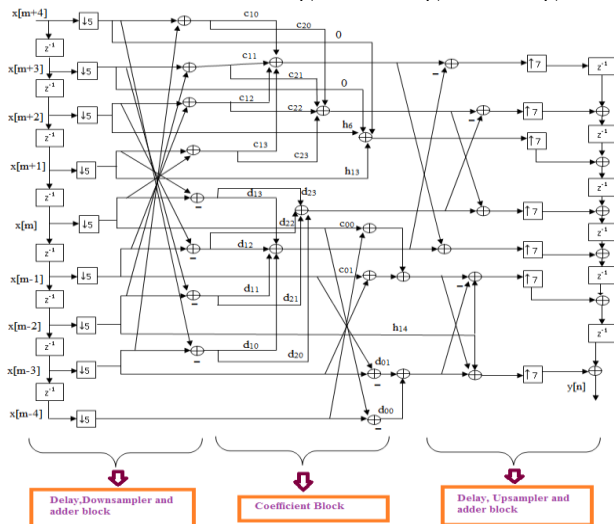 x[m+4]
↓5
c10
c20
0
z⁻¹
x[m+3]
↓5
c11
c21
0
↑7
z⁻¹
z⁻¹
x[m+2]
↓5
c12
c22
h6
↑7
z⁻¹
z⁻¹
x[m+1]
↓5
c13
c23
h13
↑7
z⁻¹
z⁻¹
x[m]
↓5
d13
d23
d22
d12
c00
↑7
z⁻¹
z⁻¹
x[m-1]
↓5
d11
d21
c01
↑7
z⁻¹
z⁻¹
x[m-2]
↓5
h14
↑7
z⁻¹
z⁻¹
x[m-3]
↓5
d10
d20
d01
↑7
y[n]
z⁻¹
x[m-4]
↓5
d00
Delay,Downsampler and
adder block
Coefficient Block
Delay, Upsampler and
adder block